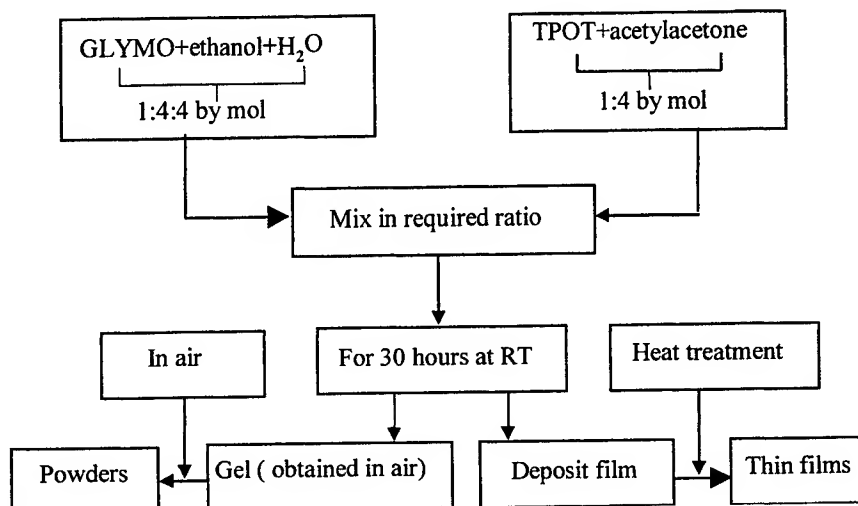 GLYMO+ethanol+H₂O
1:4:4 by mol
TPOT+acetylacetone
1:4 by mol
Mix in required ratio
In air
For 30 hours at RT
Heat treatment
Powders
Gel ( obtained in air)
Deposit film
Thin films